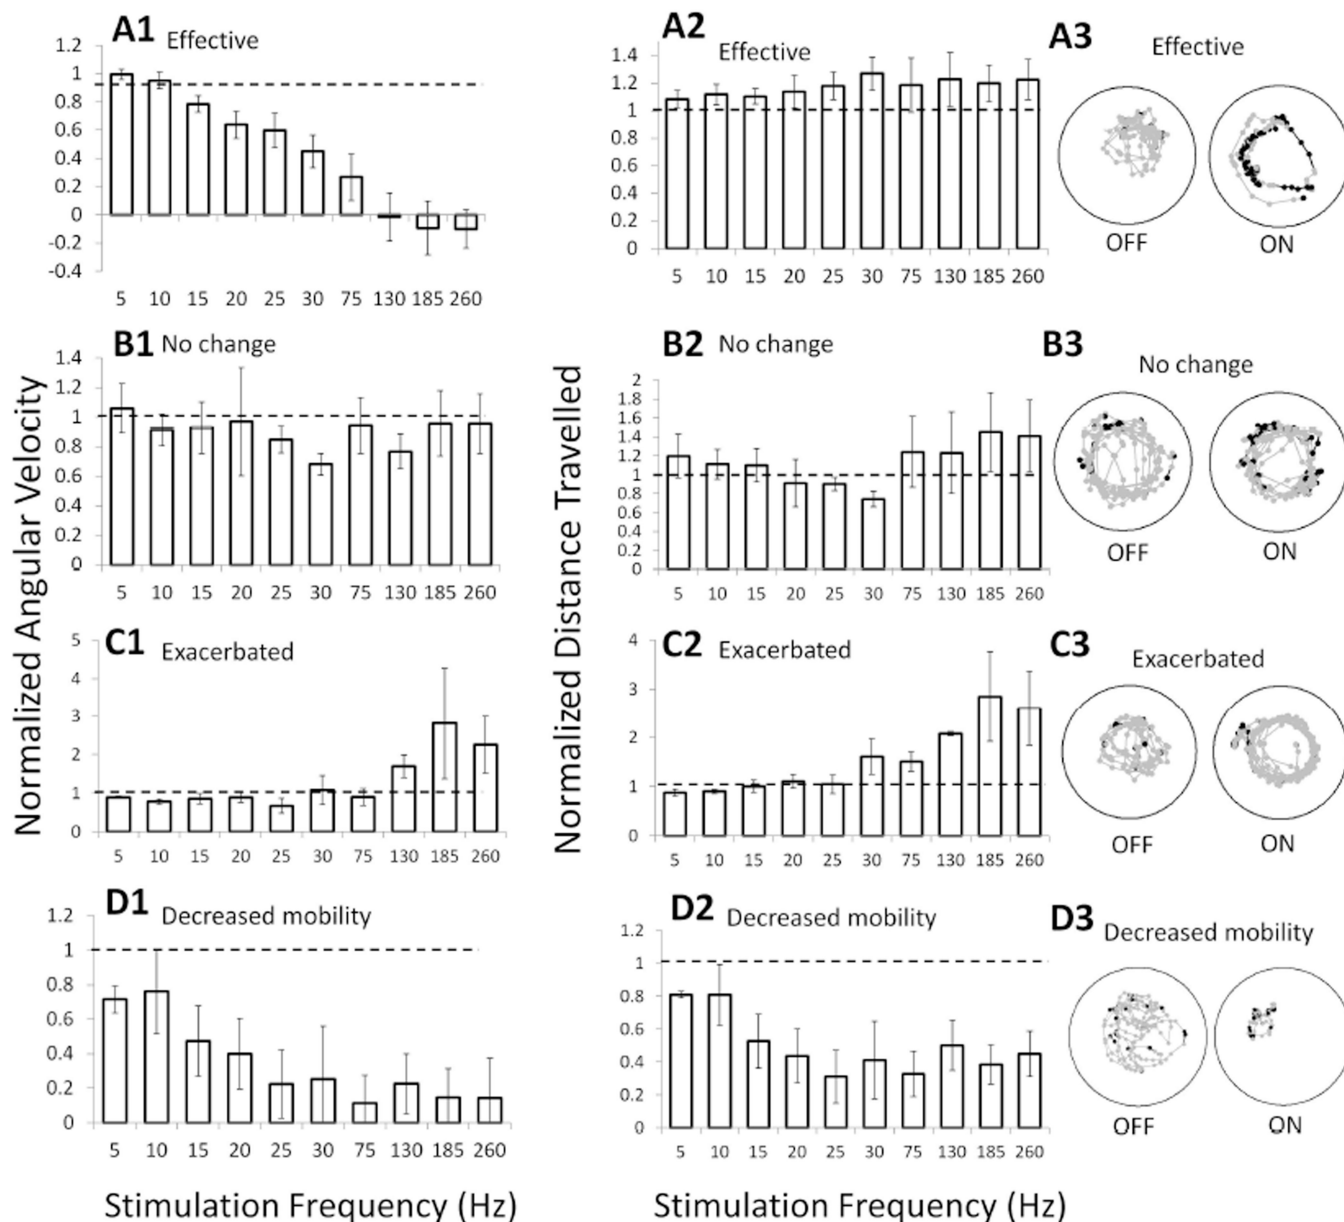 A1 Effective
1.2
1
0.8
0.6
0.4
0.2
0
-0.2
-0.4
5 10 15 20 25 30 75 130 185 260
A2 Effective
1.4
1.2
1
0.8
0.6
0.4
0.2
0
5 10 15 20 25 30 75 130 185 260
A3 Effective
OFF ON
B1 No change
1.4
1.2
1
0.8
0.6
0.4
0.2
0
5 10 15 20 25 30 75 130 185 260
B2 No change
2
1.8
1.6
1.4
1.2
1
0.8
0.6
0.4
0.2
0
5 10 15 20 25 30 75 130 185 260
B3 No change
OFF ON
C1 Exacerbated
5
4
3
2
1
0
5 10 15 20 25 30 75 130 185 260
C2 Exacerbated
4
3
2
1
0
5 10 15 20 25 30 75 130 185 260
C3 Exacerbated
OFF ON
D1 Decreased mobility
1.2
1
0.8
0.6
0.4
0.2
0
5 10 15 20 25 30 75 130 185 260
D2 Decreased mobility
1.2
1
0.8
0.6
0.4
0.2
0
5 10 15 20 25 30 75 130 185 260
D3 Decreased mobility
OFF ON
Normalized Angular Velocity
Normalized Distance Travelled
Stimulation Frequency (Hz)
Stimulation Frequency (Hz)